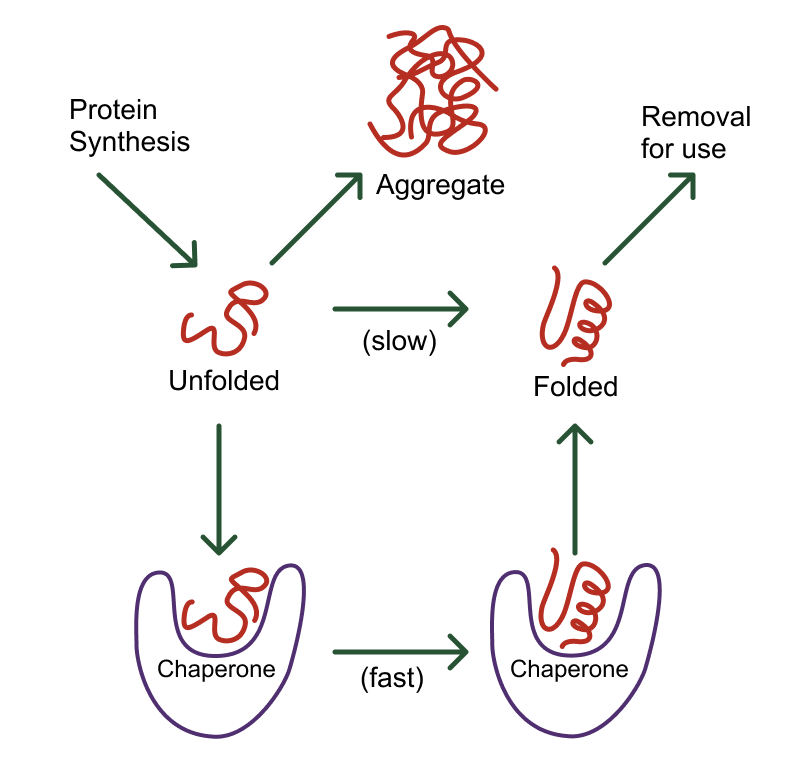 Protein
Synthesis
Aggregate
Removal
for use
(slow)
Unfolded
Folded
Chaperone
(fast)
Chaperone